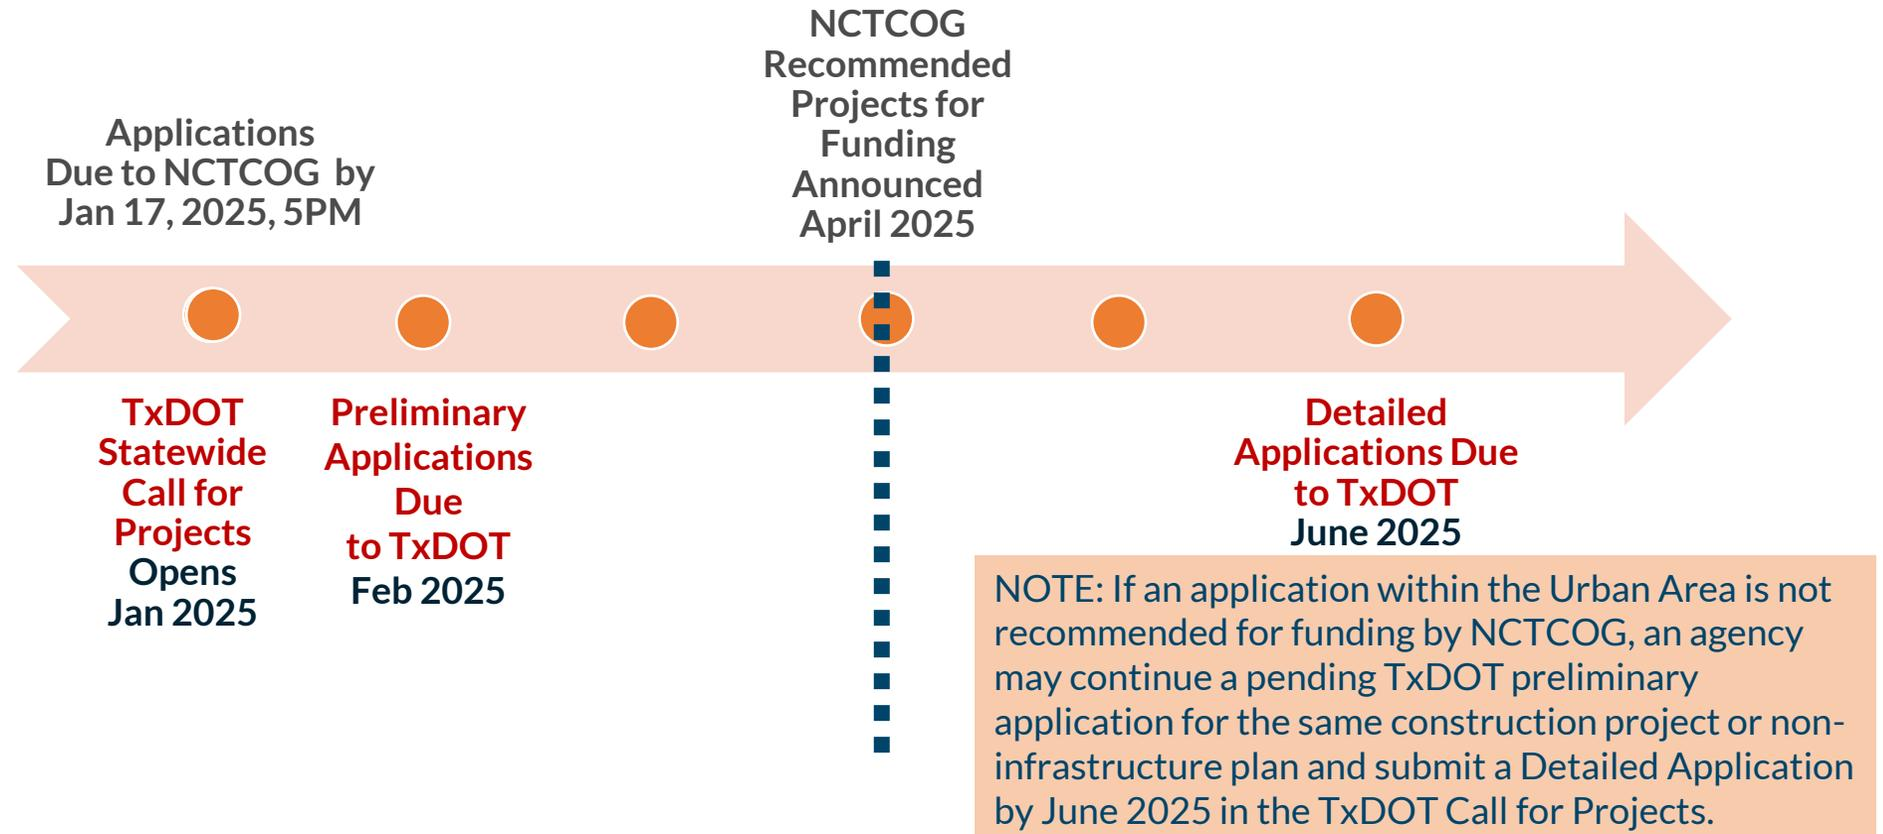 NCTCOG
Recommended
Projects for
Funding
Announced
April 2025
Applications
Due to NCTCOG  by
Jan 17, 2025, 5PM
TxDOT
Statewide
Call for
Projects
Opens
Jan 2025
Preliminary
Applications
Due
to TxDOT
Feb 2025
Detailed
Applications Due
to TxDOT
June 2025
NOTE: If an application within the Urban Area is not
recommended for funding by NCTCOG, an agency
may continue a pending TxDOT preliminary
application for the same construction project or non-
infrastructure plan and submit a Detailed Application
by June 2025 in the TxDOT Call for Projects.